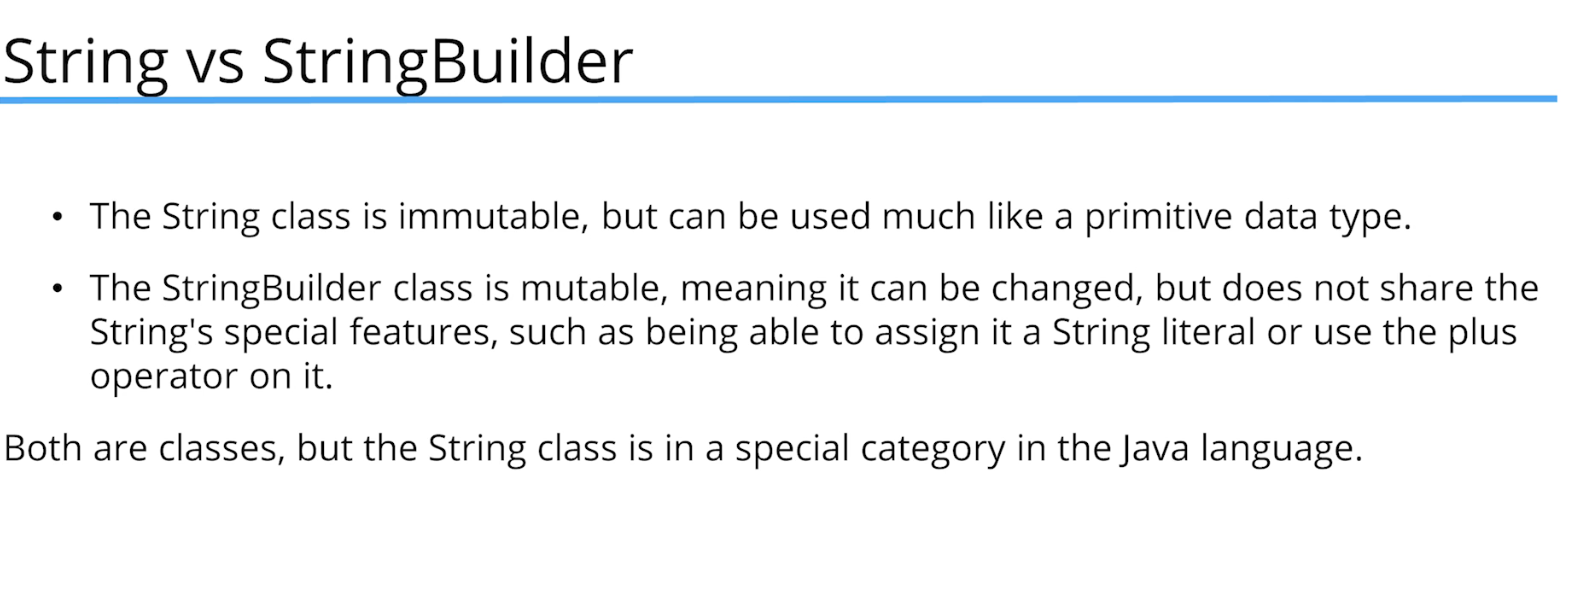 String vs StringBuilder
• The String class is immutable, but can be used much like a primitive data type.
• The StringBuilder class is mutable, meaning it can be changed, but does not share the
String's special features, such as being able to assign it a String literal or use the plus
operator on it.
Both are classes, but the String class is in a special category in the Java language.